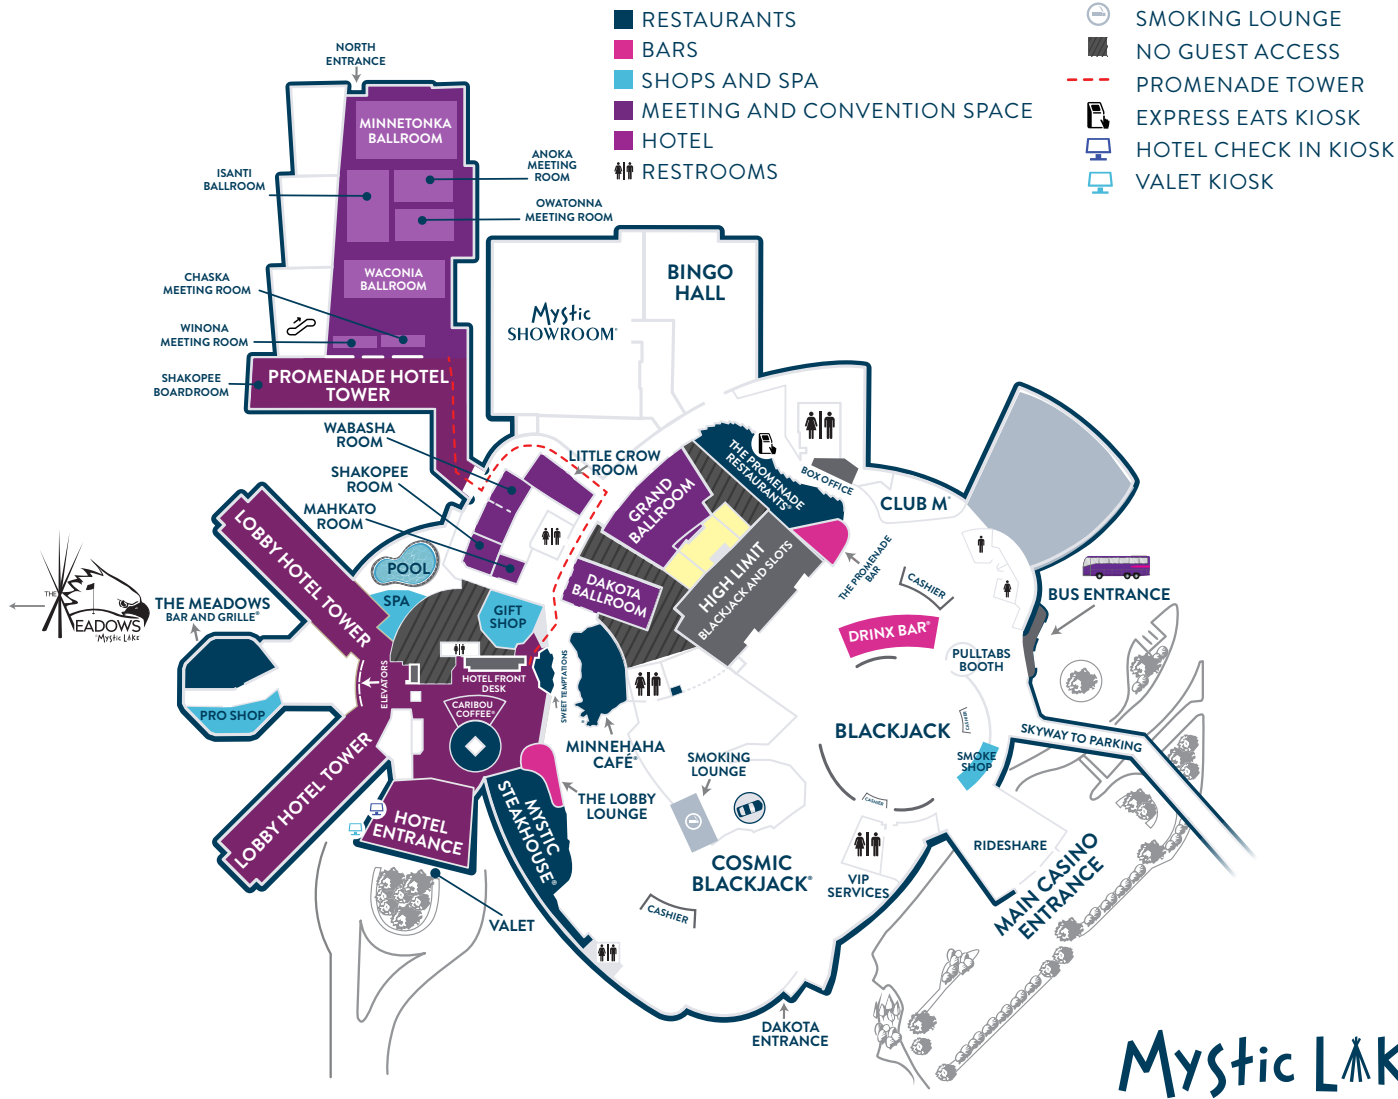 RESTAURANTS
BARS
SHOPS AND SPA
MEETING AND CONVENTION SPACE
HOTEL
RESTROOMS
SMOKING LOUNGE
NO GUEST ACCESS
PROMENADE TOWER
EXPRESS EATS KIOSK
HOTEL CHECK IN KIOSK
VALET KIOSK
NORTH
ENTRANCE
MINNETONKA
BALLROOM
ISANTI
BALLROOM
ANOKA
MEETING
ROOM
OWATONNA
MEETING ROOM
CHASKA
MEETING ROOM
WACONIA
BALLROOM
WINONA
MEETING ROOM
SHAKOPEE
BOARDROOM
PROMENADE HOTEL
TOWER
Mystic
SHOWROOM®
BINGO
HALL
WABASHA
ROOM
SHAKOPEE
ROOM
MAHKATO
ROOM
LITTLE CROW
ROOM
GRAND
BALLROOM
DAKOTA
BALLROOM
THE PROMENADE
RESTAURANTS®
BOX OFFICE
CLUB M®
THE PROMENADE
BAR
HIGH LIMIT
BLACKJACK AND SLOTS
CASHIER
DRINX BAR®
PULLTABS
BOOTH
BUS ENTRANCE
LOBBY HOTEL TOWER
POOL
SPA
GIFT
SHOP
THE
MEADOWS
at Mystic Lake
THE MEADOWS
BAR AND GRILLE®
PRO SHOP
ELEVATORS
HOTEL FRONT
DESK
CARIBOU
COFFEE®
SWEET TEMPTATIONS
MINNEHAHA
CAFÉ®
BLACKJACK
CASHIER
SMOKE
SHOP
SKYWAY TO PARKING
LOBBY HOTEL TOWER
HOTEL
ENTRANCE
MYSTIC
STEAKHOUSE®
THE LOBBY
LOUNGE
SMOKING
LOUNGE
CASHIER
COSMIC
BLACKJACK®
VIP
SERVICES
RIDESHARE
MAIN CASINO
ENTRANCE
CASHIER
VALET
DAKOTA
ENTRANCE
Mystic LAK